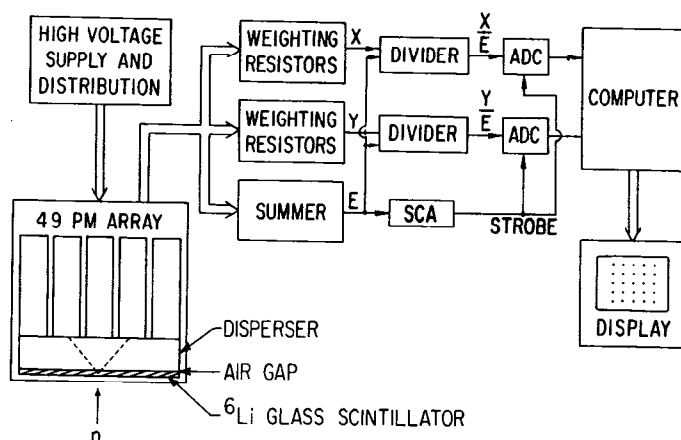 HIGH VOLTAGE
SUPPLY AND
DISTRIBUTION
WEIGHTING
RESISTORS
X
DIVIDER
X
E
ADC
COMPUTER
WEIGHTING
RESISTORS
Y
DIVIDER
Y
E
ADC
SUMMER
E
SCA
STROBE
49 PM ARRAY
DISPLAY
DISPERSER
AIR GAP
⁶Li GLASS SCINTILLATOR
n